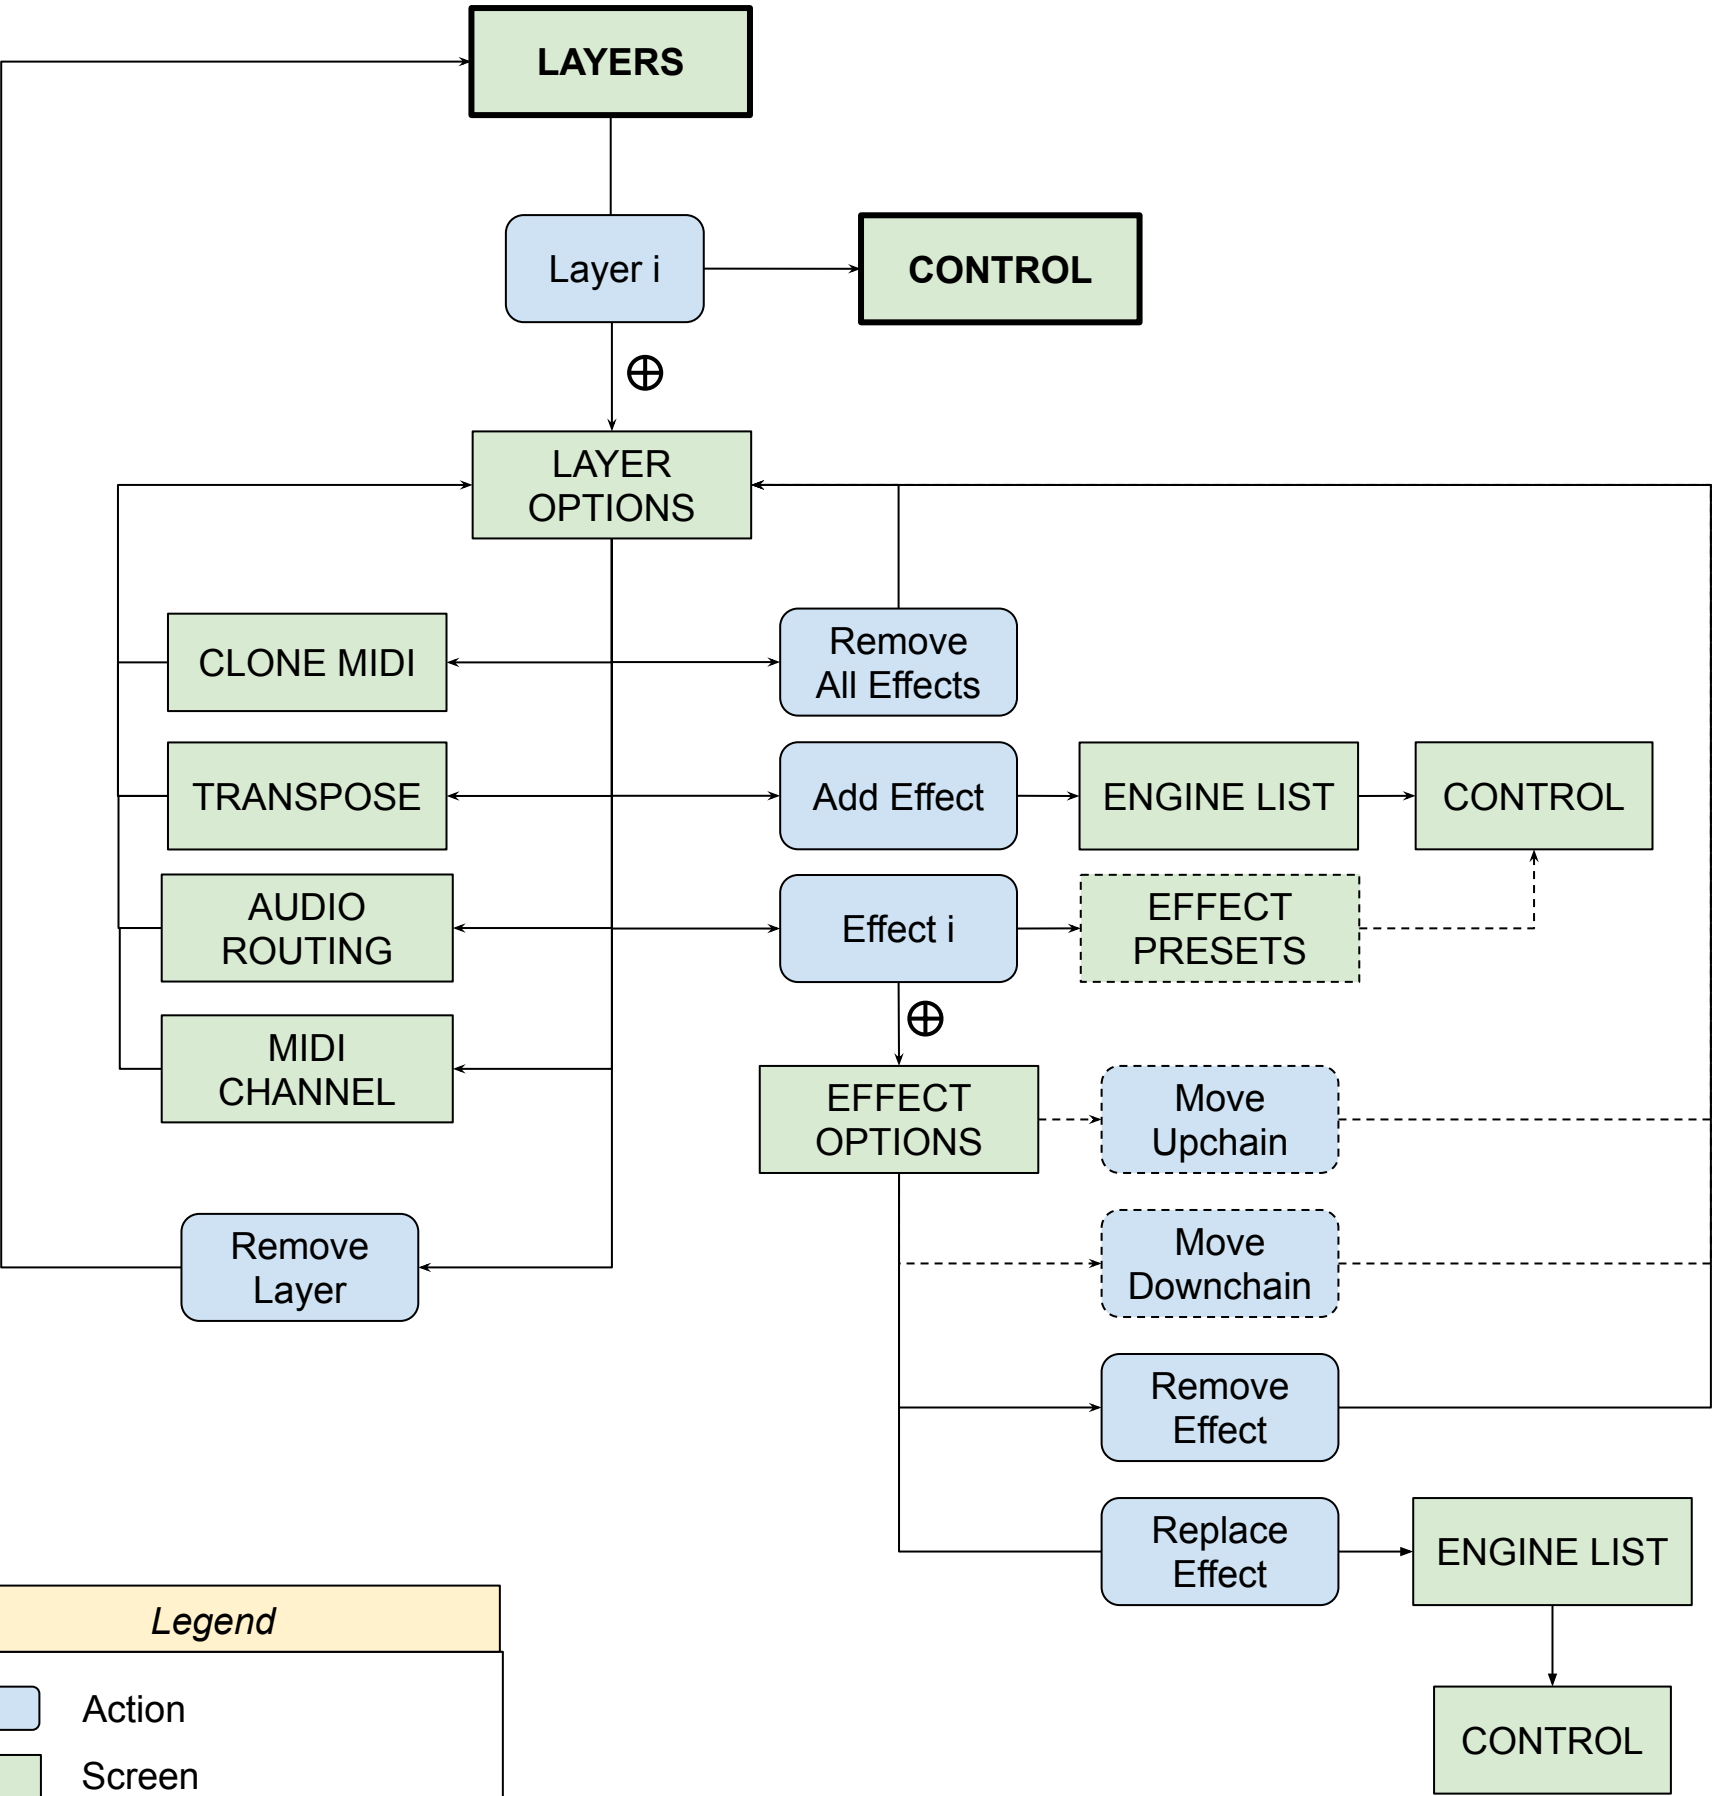 LAYERS
Layer i
CONTROL
LAYER
OPTIONS
CLONE MIDI
Remove
All Effects
TRANSPOSE
Add Effect
ENGINE LIST
CONTROL
AUDIO
ROUTING
Effect i
EFFECT
PRESETS
MIDI
CHANNEL
EFFECT
OPTIONS
Move
Upchain
Remove
Layer
Move
Downchain
Remove
Effect
Replace
Effect
ENGINE LIST
CONTROL
Legend
Action
Screen